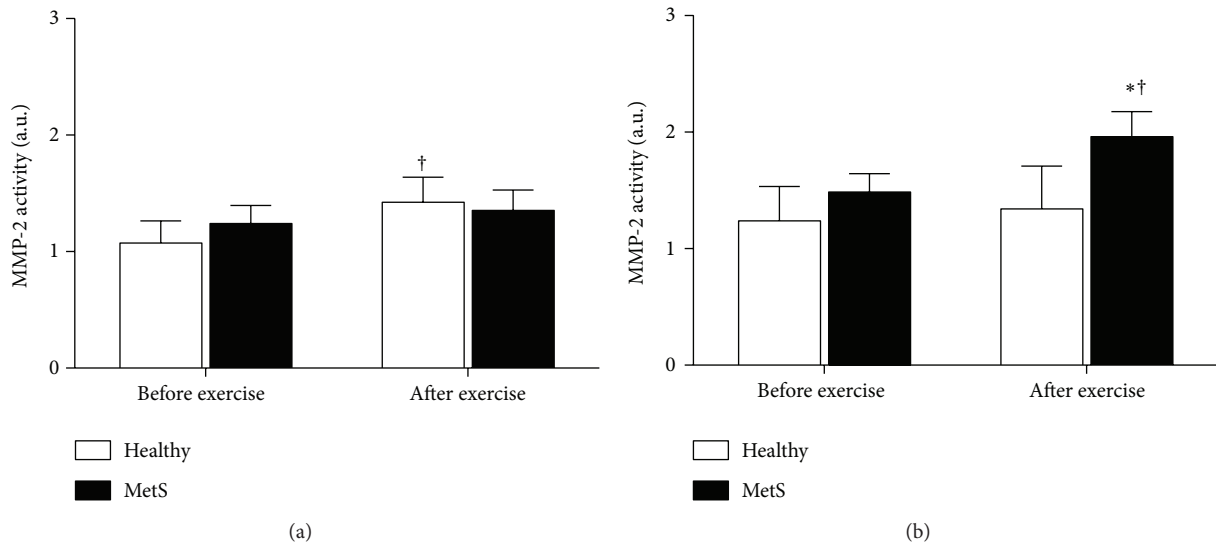 3
2
1
0
MMP-2 activity (a.u.)
†
Before exercise
After exercise
Healthy
MetS
(a)
3
2
1
0
MMP-2 activity (a.u.)
*†
Before exercise
After exercise
Healthy
MetS
(b)